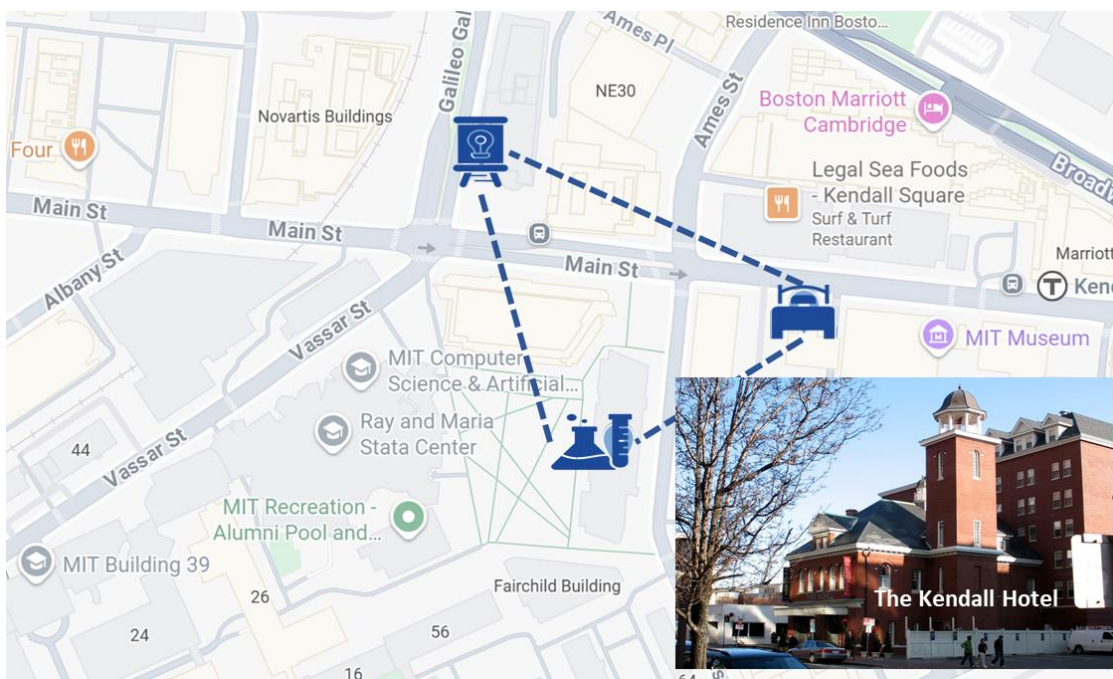 Residence Inn Bosto...
Ames Pl
Galileo Gal
NE30
Ames St
Novartis Buildings
Boston Marriott
Cambridge
Broadw
Four
Legal Sea Foods
- Kendall Square
Surf & Turf
Restaurant
Main St
Main St
Main St
Marriott
T
Kend
Albany St
Vassar St
MIT Museum
M
MIT Computer
Science & Artificial...
Ray and Maria
Stata Center
44
Vassar St
MIT Recreation -
Alumni Pool and...
MIT Building 39
Fairchild Building
26
The Kendall Hotel
24
56
16
64